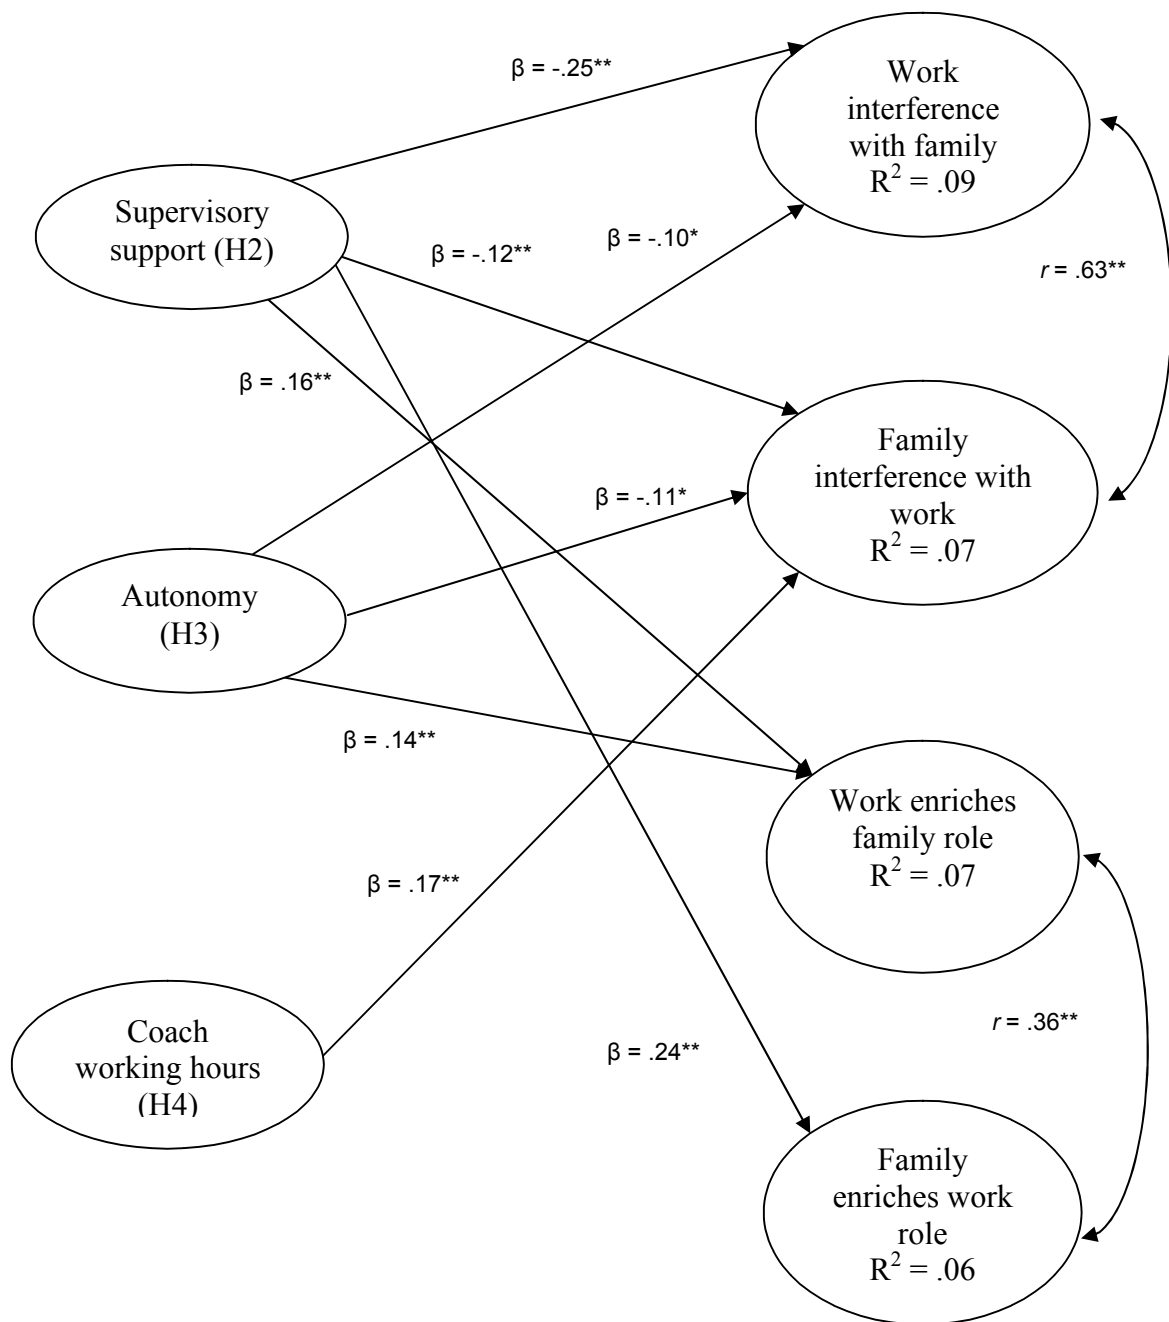 β = -.25**
Work
interference
with family
R² = .09
Supervisory
support (H2)
β = -.12**
β = -.10*
r = .63**
β = .16**
Family
interference with
work
R² = .07
β = -.11*
Autonomy
(H3)
β = .14**
Work enriches
family role
R² = .07
β = .17**
Coach
working hours
(H4)
β = .24**
r = .36**
Family
enriches work
role
R² = .06